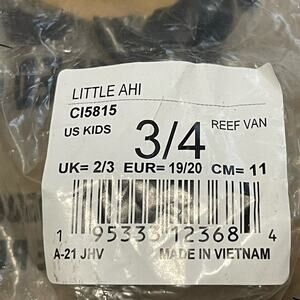 LITTLE AHI
CI5815
US KIDS 3/4 REEF VAN
UK= 2/3 EUR= 19/20 CM= 11
1 95333 12368 4
A-21 JHV MADE IN VIETNAM